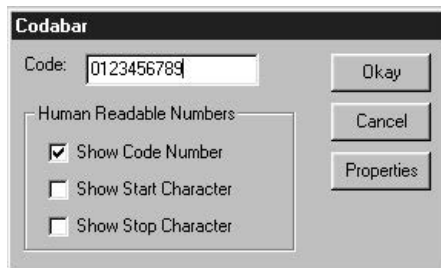 Codabar
Code: 0123456789
Okay
Human Readable Numbers
Cancel
Show Code Number
Properties
Show Start Character
Show Stop Character